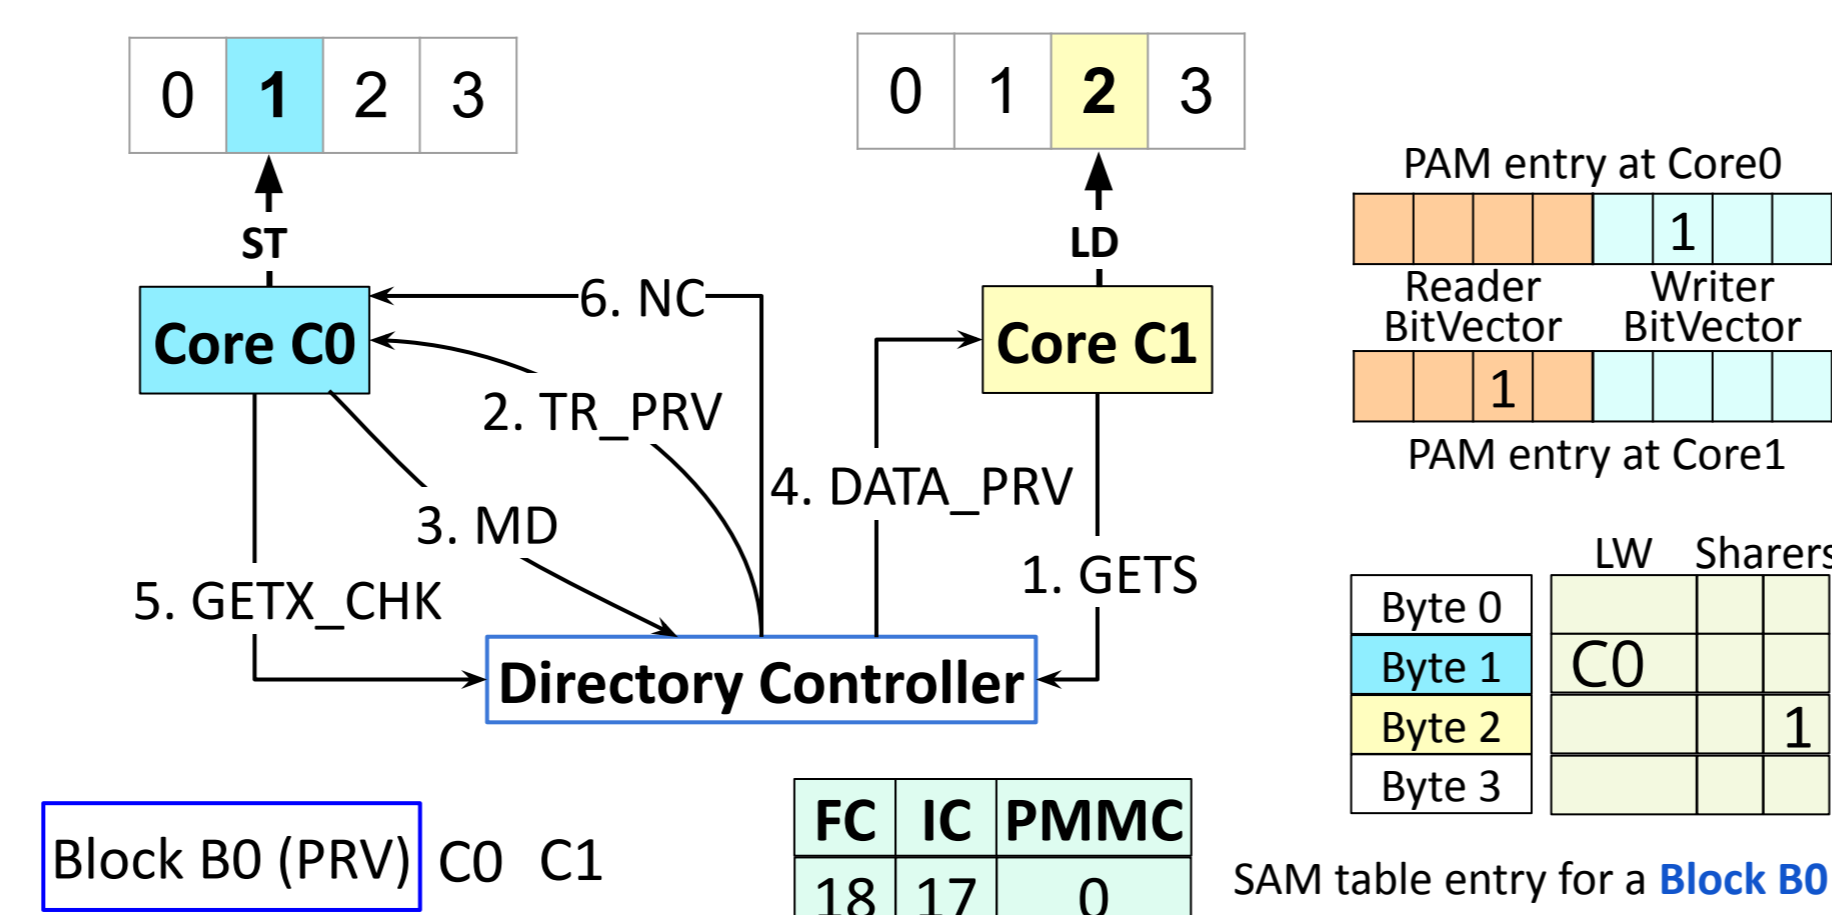 0 1 2 3
0 1 2 3
ST
LD
Core C0
Core C1
6. NC
2. TR_PRV
3. MD
4. DATA_PRV
5. GETX_CHK
1. GETS
Directory Controller
Block B0 (PRV) C0 C1
FC IC PMMC
18 17 0
PAM entry at Core0
1
Reader Writer
BitVector BitVector
1
PAM entry at Core1
LW Sharers
Byte 0
Byte 1 C0
Byte 2 1
Byte 3
SAM table entry for a Block B0